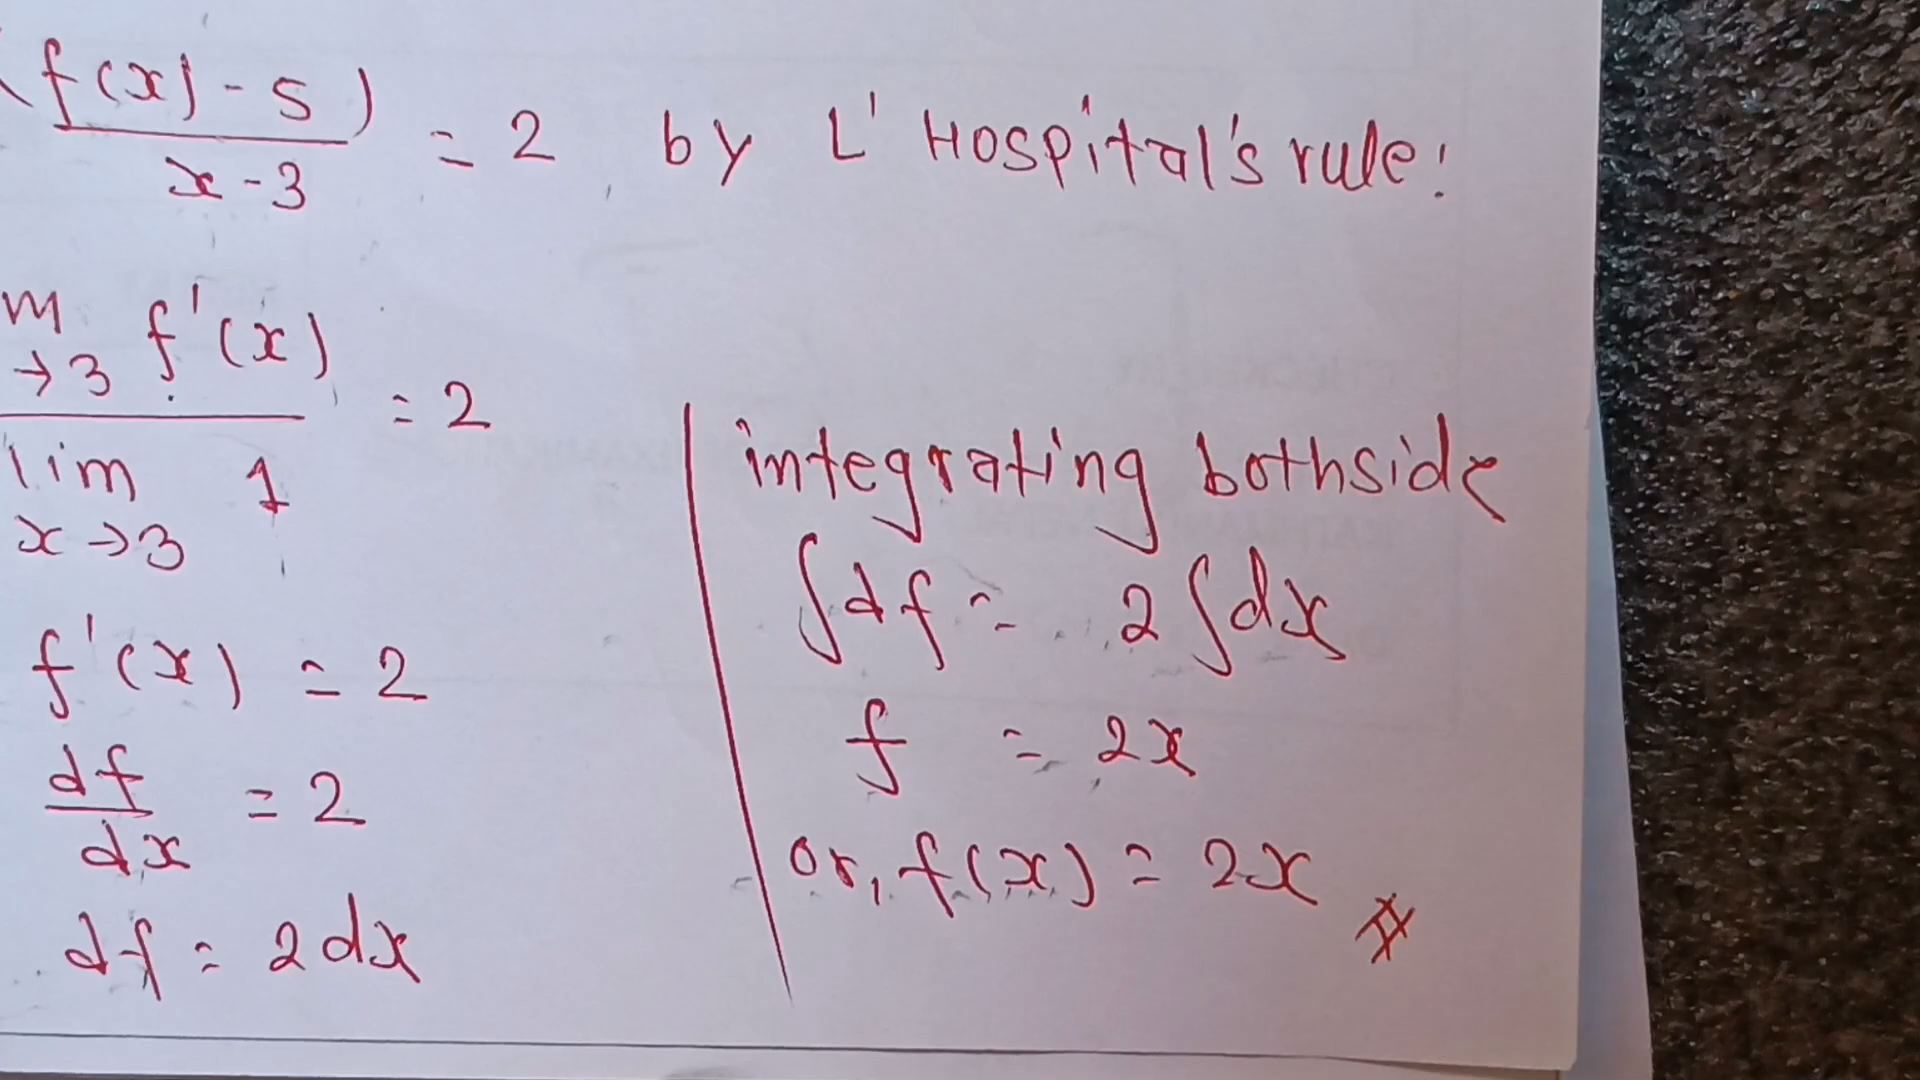 (f(x) - 5)
x - 3
= 2 by L' Hospital's rule:
m f'(x)
→3
= 2
lim 1
x→3
f'(x) = 2
df
dx
= 2
df = 2dx
integrating bothside
∫df = 2∫dx
f = 2x
or, f(x) = 2x #